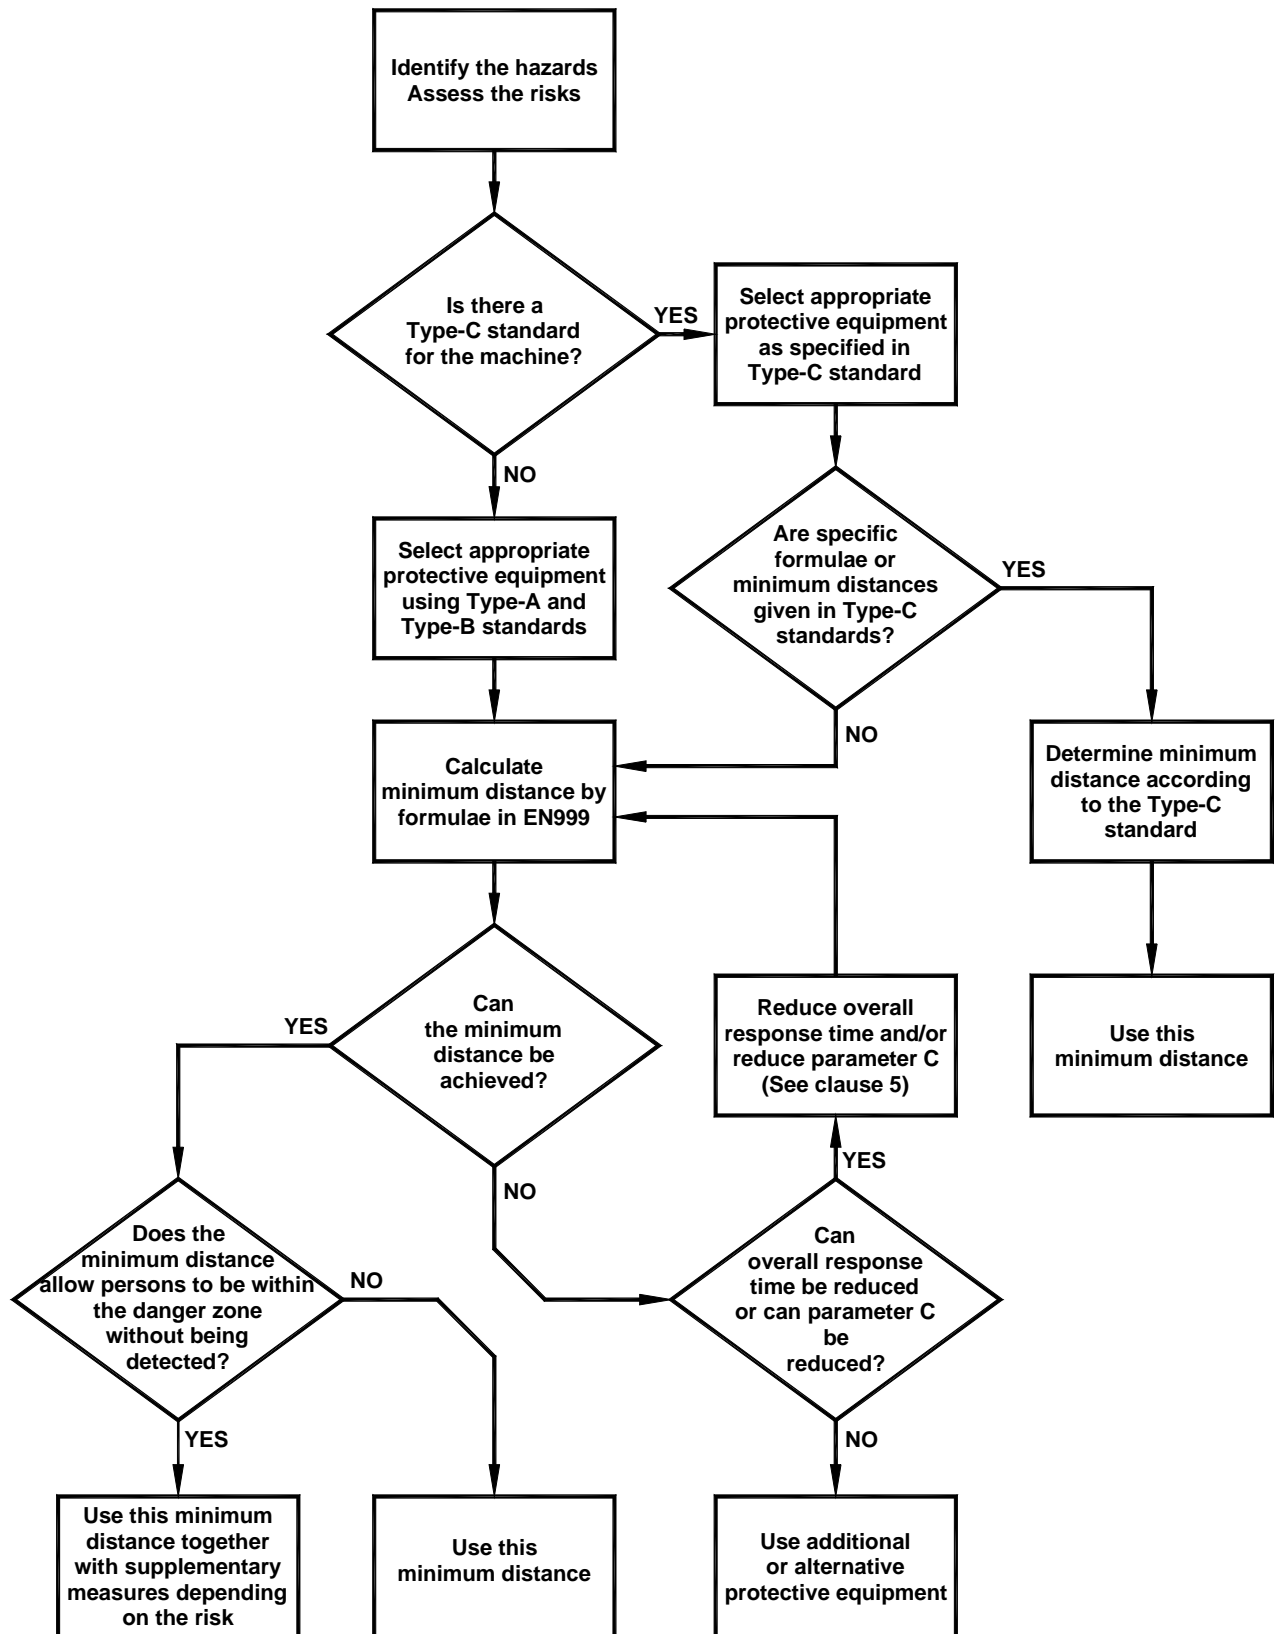 Identify the hazards
Assess the risks
Is there a
Type-C standard
for the machine?
YES
Select appropriate
protective equipment
as specified in
Type-C standard
NO
Select appropriate
protective equipment
using Type-A and
Type-B standards
Are specific
formulae or
minimum distances
given in Type-C
standards?
YES
NO
Calculate
minimum distance by
formulae in EN999
Determine minimum
distance according
to the Type-C
standard
Can
the minimum
distance be
achieved?
YES
NO
Reduce overall
response time and/or
reduce parameter C
(See clause 5)
Use this
minimum distance
YES
Does the
minimum distance
allow persons to be within
the danger zone
without being
detected?
NO
Can
overall response
time be reduced
or can parameter C
be
reduced?
YES
NO
Use this minimum
distance together
with supplementary
measures depending
on the risk
Use this
minimum distance
Use additional
or alternative
protective equipment